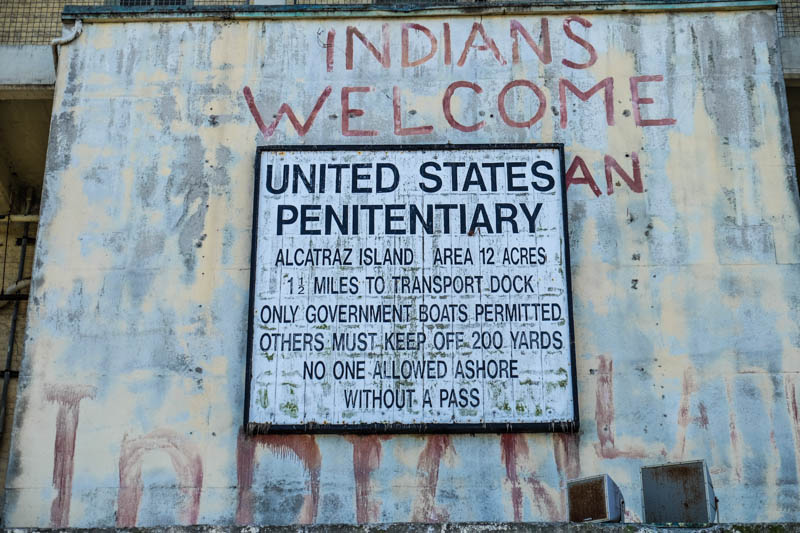 INDIANS
WELCOME
UNITED STATES
PENITENTIARY
ALCATRAZ ISLAND AREA 12 ACRES
1½ MILES TO TRANSPORT DOCK
ONLY GOVERNMENT BOATS PERMITTED
OTHERS MUST KEEP OFF 200 YARDS
NO ONE ALLOWED ASHORE
WITHOUT A PASS